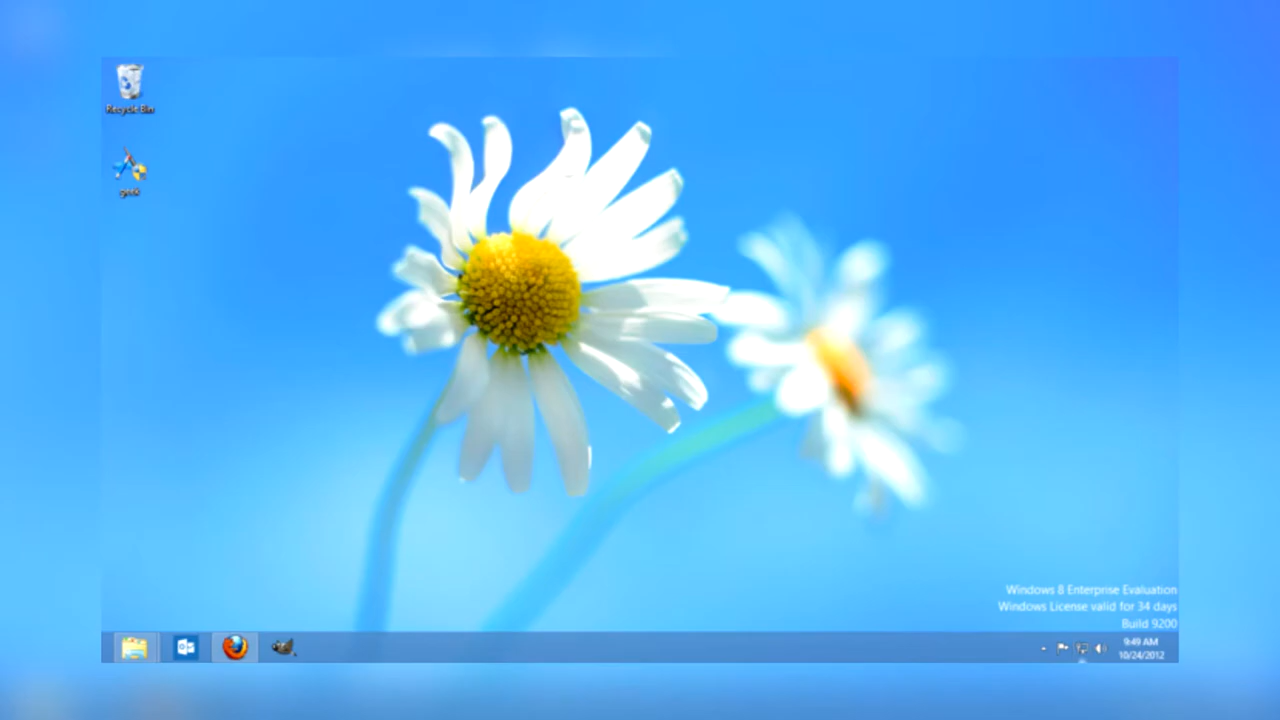 Recycle Bin
geek
Windows 8 Enterprise Evaluation
Windows License valid for 34 days
Build 9200
9:49 AM
10/24/2012